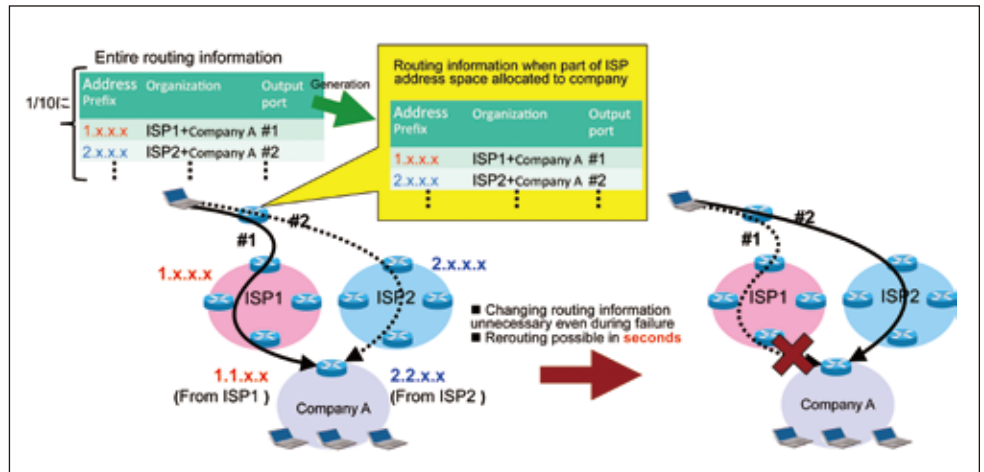 Entire routing information
1/10に
Address Prefix Organization Output port
1.x.x.x ISP1+Company A #1
2.x.x.x ISP2+Company A #2
Generation
Routing information when part of ISP
address space allocated to company
Address Prefix Organization Output port
1.x.x.x ISP1+Company A #1
2.x.x.x ISP2+Company A #2
#2
#1
1.x.x.x
2.x.x.x
ISP1
ISP2
1.1.x.x
(From ISP1 )
2.2.x.x
(From ISP2 )
Company A
■ Changing routing information
unnecessary even during failure
■ Rerouting possible in seconds
#2
#1
ISP1
ISP2
Company A